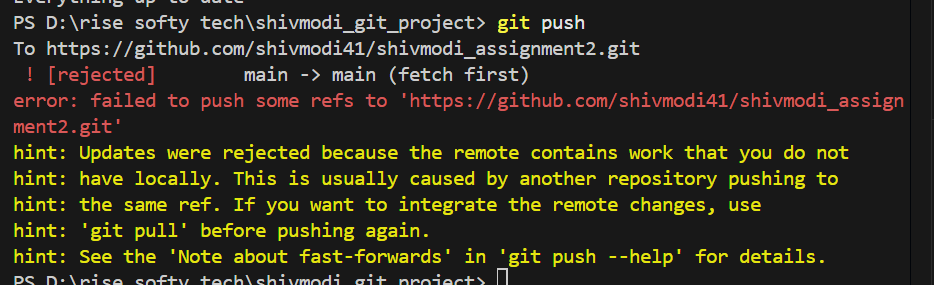 Everything up-to-date
PS D:\rise softy tech\shivmodi_git_project> git push
To https://github.com/shivmodi41/shivmodi_assignment2.git
 ! [rejected]        main -> main (fetch first)
error: failed to push some refs to 'https://github.com/shivmodi41/shivmodi_assign
ment2.git'
hint: Updates were rejected because the remote contains work that you do not
hint: have locally. This is usually caused by another repository pushing to
hint: the same ref. If you want to integrate the remote changes, use
hint: 'git pull' before pushing again.
hint: See the 'Note about fast-forwards' in 'git push --help' for details.
PS D:\rise softy tech\shivmodi_git_project>